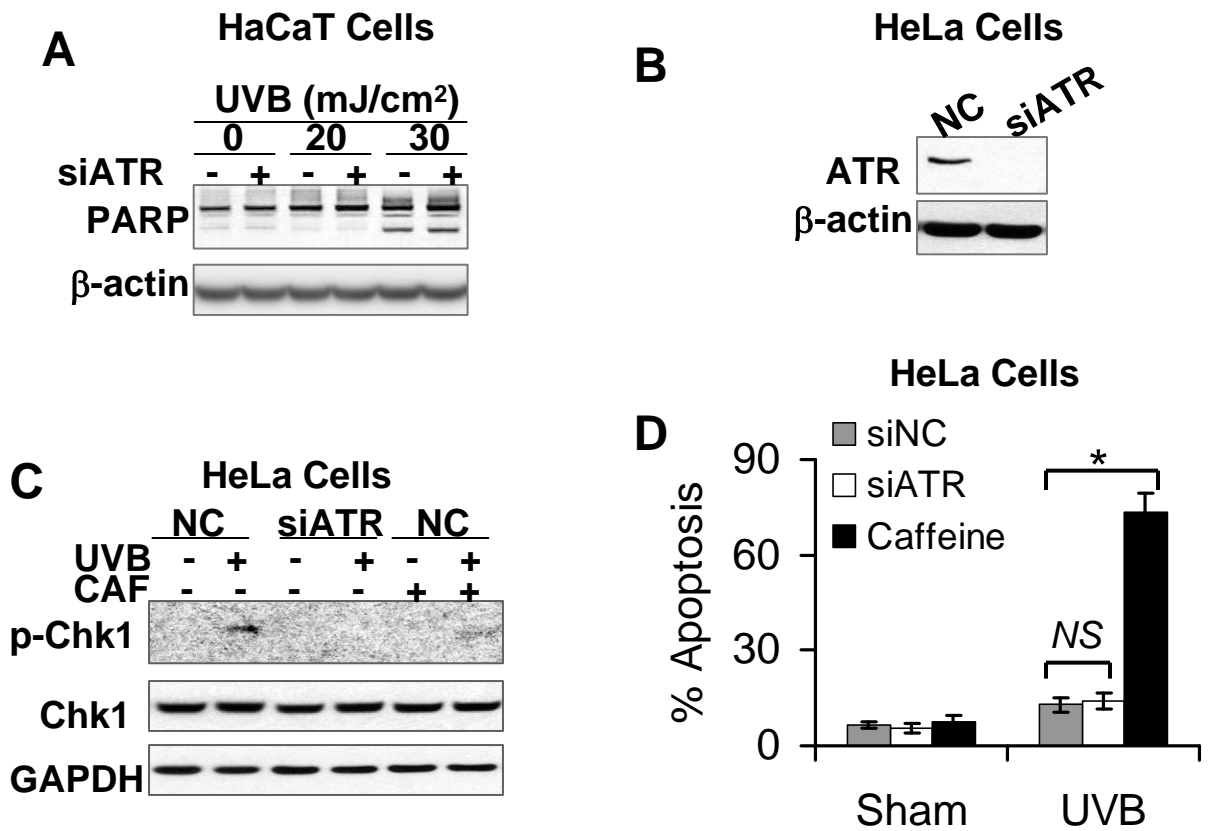 A
HaCaT Cells
UVB (mJ/cm²)
0 20 30
siATR - + - + - +
PARP
β-actin
B
HeLa Cells
NC siATR
ATR
β-actin
C
HeLa Cells
NC siATR NC
UVB - + - + - +
CAF - - - - + +
p-Chk1
Chk1
GAPDH
D
HeLa Cells
siNC
siATR
Caffeine
% Apoptosis
90
60
30
0
*
NS
Sham UVB